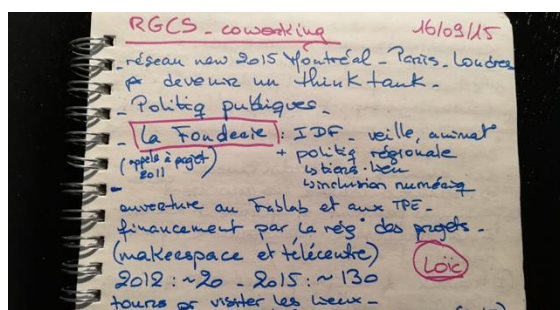 RGCS - coworking 16/09/15
- réseau new 2015 Montréal - Paris - Londres
devenir un think tank -
- Politiq publiques -
- La Fonderie : IDF - veille, animat°
(appels à projet + politiq régionale
2011) tiers-lieu
inclusion numériq
ouverture au Fablab et aux TPE -
financement par la rég° des projets -
(makerspace et télécentre)
Loïc
2012 : ~20 - 2015 : ~130
tours pr visiter les lieux -